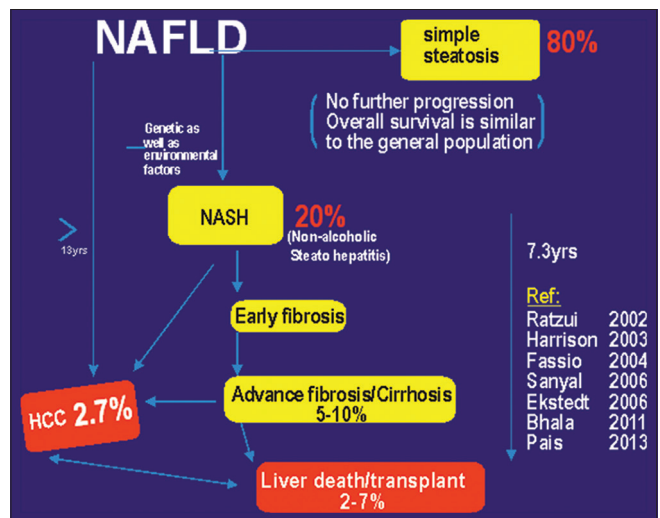 NAFLD
simple
steatosis
80%
No further progression
Overall survival is similar
to the general population
Genetic as
well as
environmental
factors
NASH
20%
(Non-alcoholic
Steato hepatitis)
>
13yrs
7.3yrs
Early fibrosis
Ref:
Ratzui 2002
Harrison 2003
Fassio 2004
Sanyal 2006
Ekstedt 2006
Bhala 2011
Pais 2013
HCC 2.7%
Advance fibrosis/Cirrhosis
5-10%
Liver death/transplant
2-7%